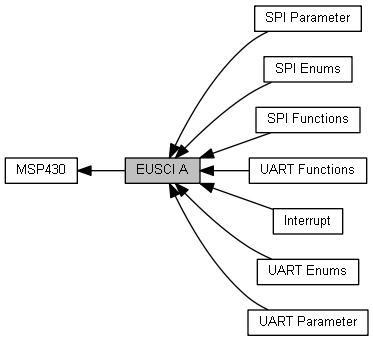 SPI Parameter
SPI Enums
SPI Functions
MSP430
EUSCI A
UART Functions
Interrupt
UART Enums
UART Parameter